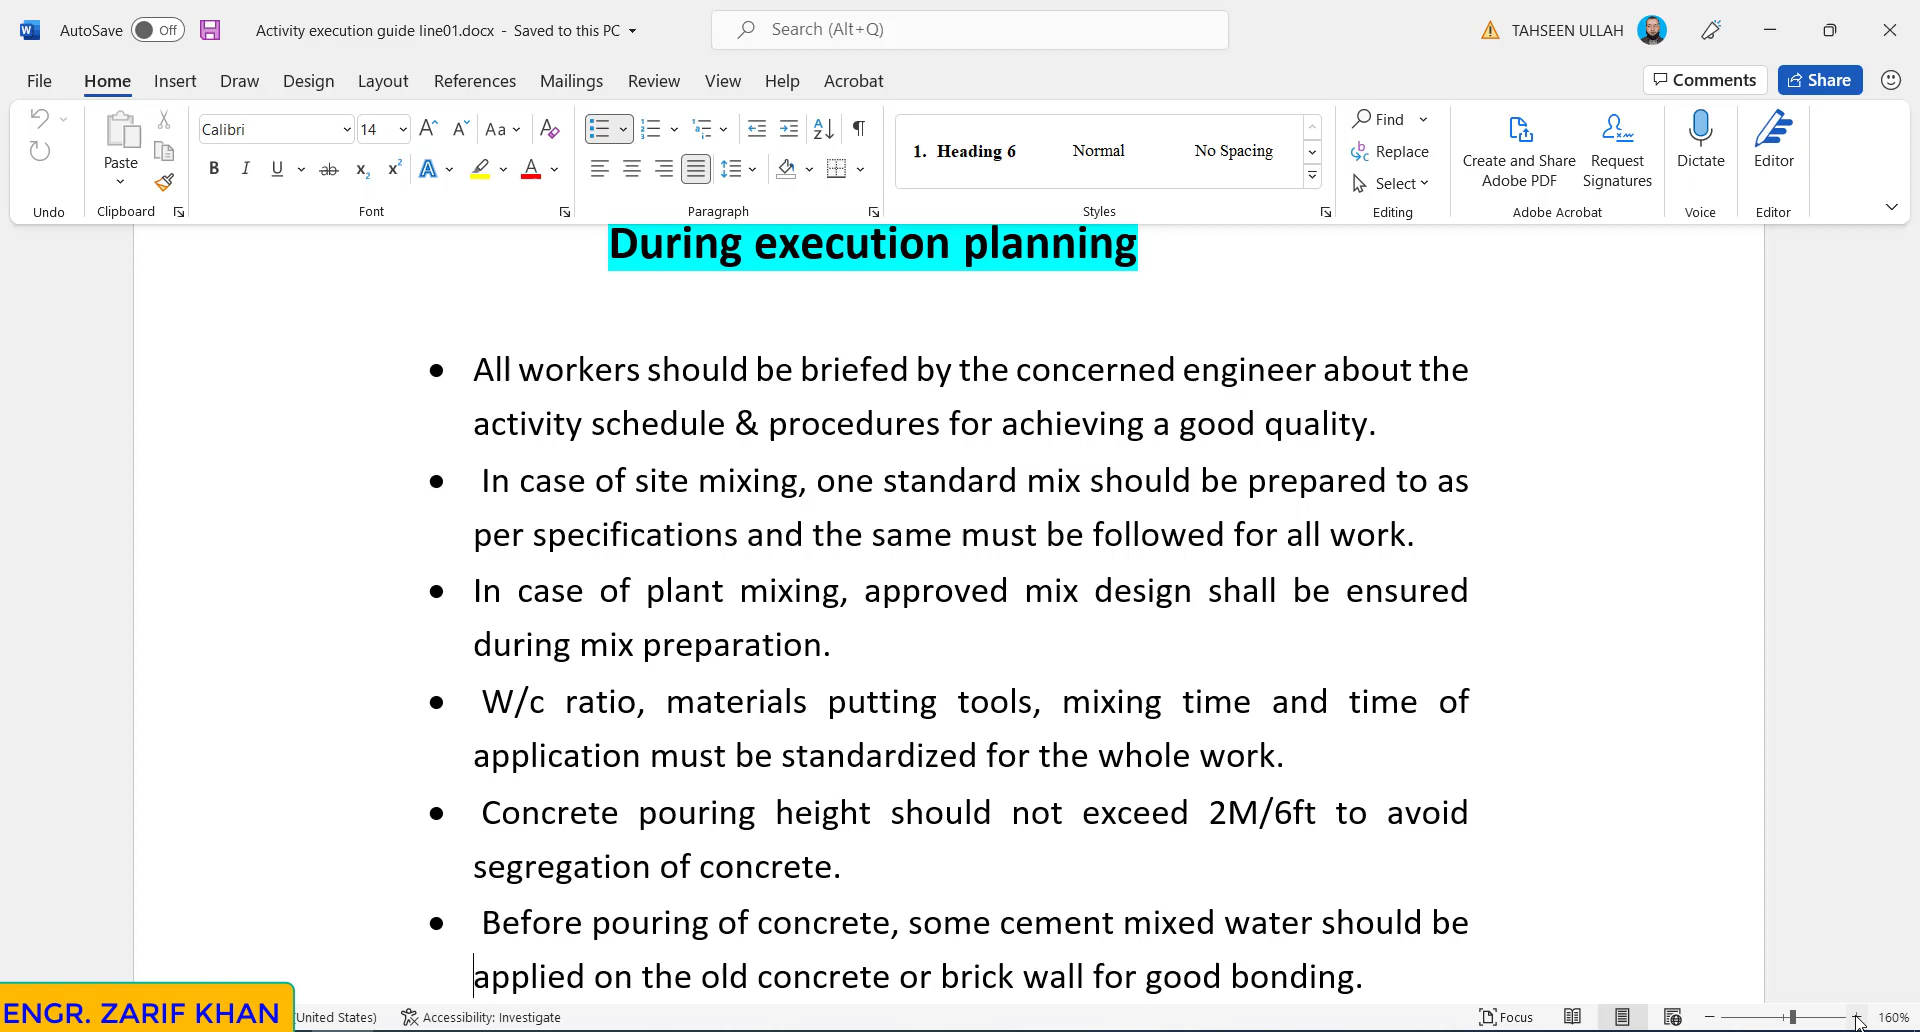 AutoSave Off Activity execution guide line01.docx - Saved to this PC Search (Alt+Q) TAHSEEN ULLAH
File Home Insert Draw Design Layout References Mailings Review View Help Acrobat Comments Share
Paste
Undo
Clipboard
Calibri 14 Aa
B I U ab x2 x2 A A
Font
Paragraph
1. Heading 6 Normal No Spacing
Styles
Find
Replace
Select
Editing
Create and Share Adobe PDF
Request Signatures
Adobe Acrobat
Dictate
Voice
Editor
Editor
During execution planning
• All workers should be briefed by the concerned engineer about the
activity schedule & procedures for achieving a good quality.
• In case of site mixing, one standard mix should be prepared to as
per specifications and the same must be followed for all work.
• In case of plant mixing, approved mix design shall be ensured
during mix preparation.
• W/c ratio, materials putting tools, mixing time and time of
application must be standardized for the whole work.
• Concrete pouring height should not exceed 2M/6ft to avoid
segregation of concrete.
• Before pouring of concrete, some cement mixed water should be
applied on the old concrete or brick wall for good bonding.
ENGR. ZARIF KHAN
United States) Accessibility: Investigate Focus 160%